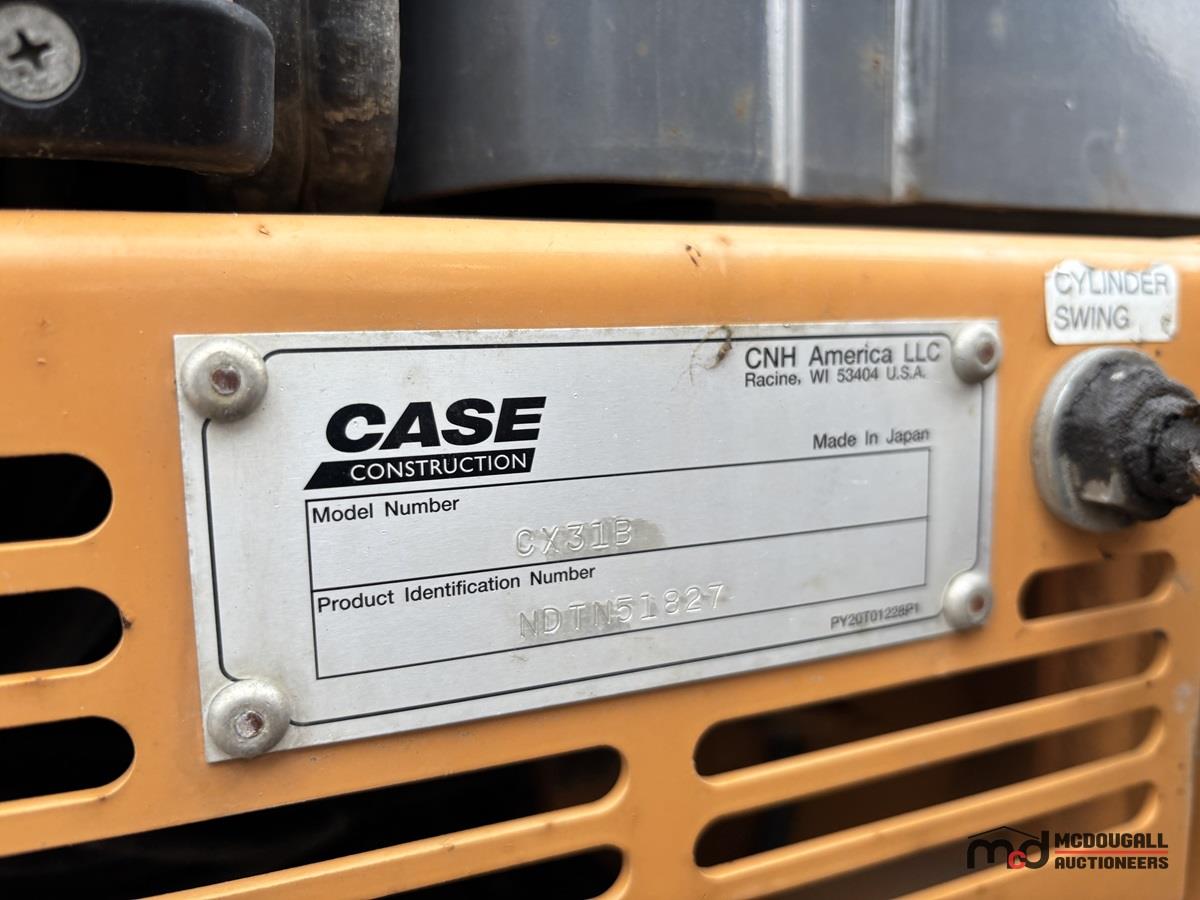 CYLINDER
SWING
CNH America LLC
Racine, WI 53404 U.S.A.
CASE
CONSTRUCTION
Made In Japan
Model Number
CX31B
Product Identification Number
NDTN51827
PY20T01228P1
mcd MCDOUGALL
AUCTIONEERS